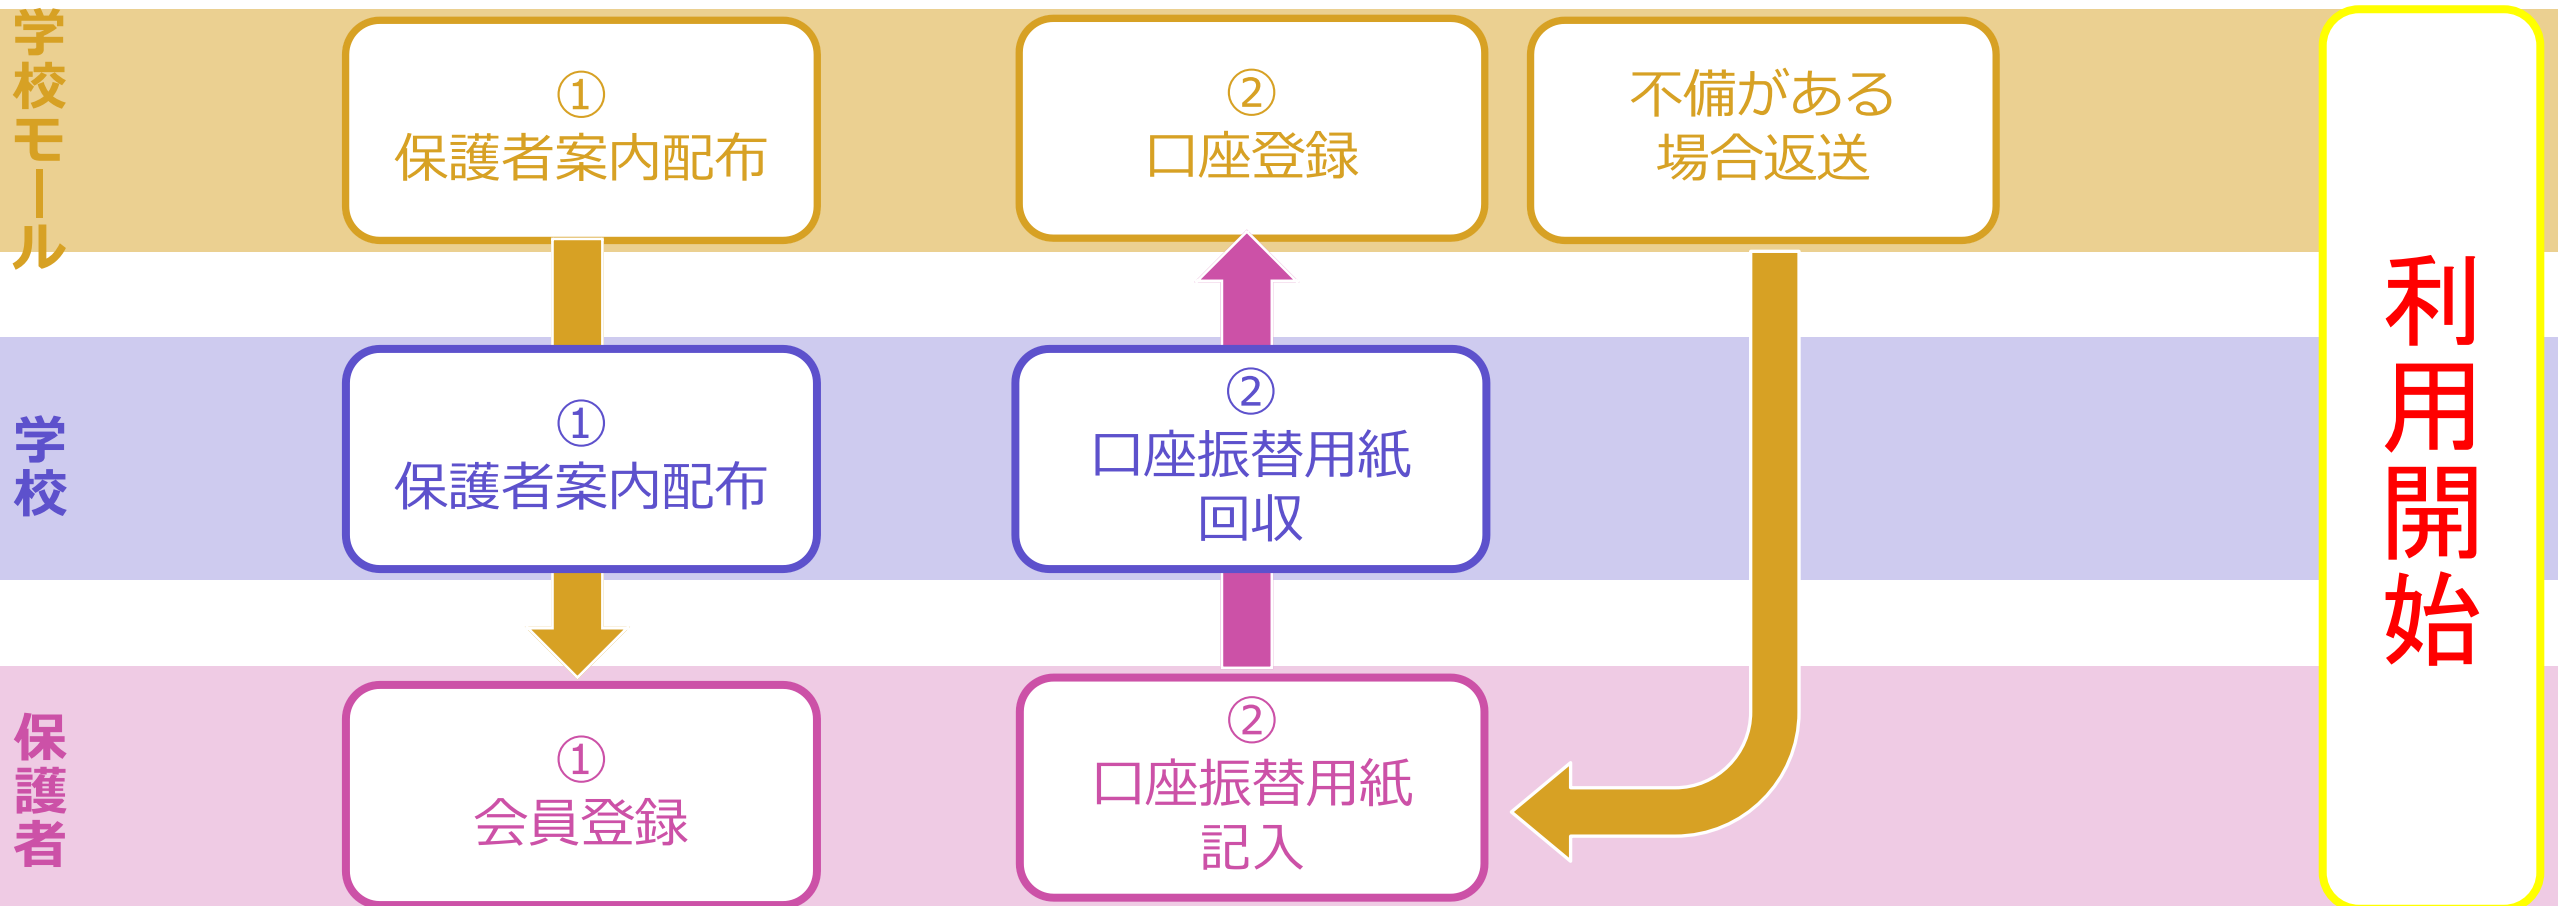 学校モール
①
保護者案内配布
②
口座登録
不備がある
場合返送
学校
①
保護者案内配布
②
口座振替用紙
回収
保護者
①
会員登録
②
口座振替用紙
記入
利用開始